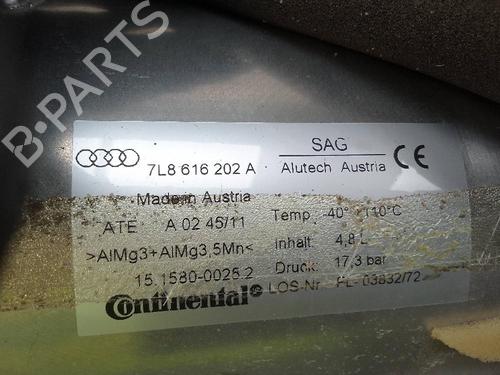 B-PARTS
7L8 616 202 A
SAG
Alutech Austria
CE
Made in Austria
ATE A 02 45/11
>AlMg3+AlMg3,5Mn<
15.1580-0025.2
Continental
Temp. -40° +110°C
Inhalt: 4,8 L
Druck: 17,3 bar
LOS-Nr. FL- 03832/72